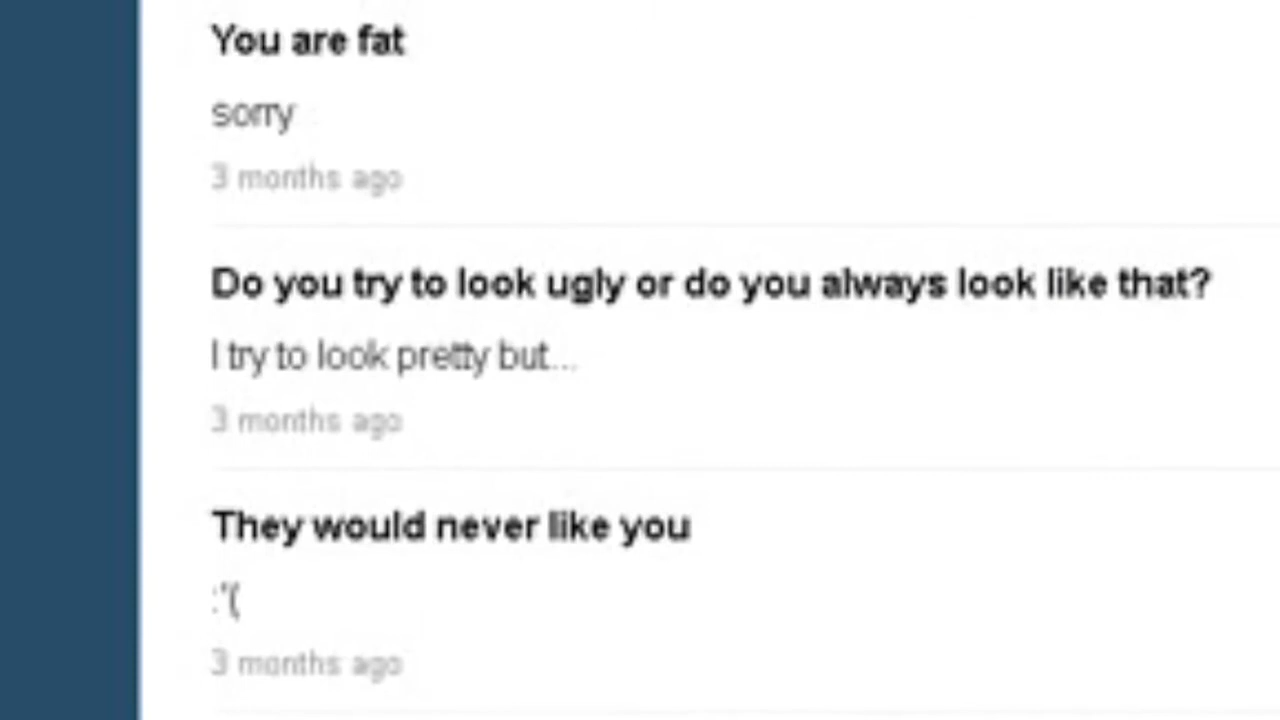 You are fat
sorry
3 months ago
Do you try to look ugly or do you always look like that?
I try to look pretty but...
3 months ago
They would never like you
:'(
3 months ago